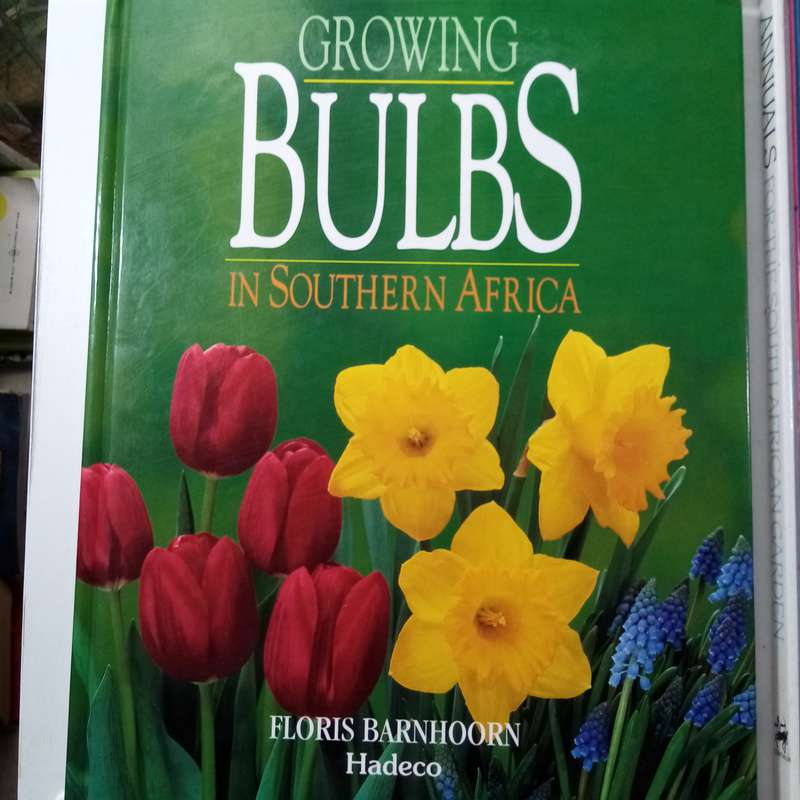 GROWING
BULBS
IN SOUTHERN AFRICA
FLORIS BARNHOORN
Hadeco
ANNUALS FOR THE SOUTH AFRICAN GARDEN